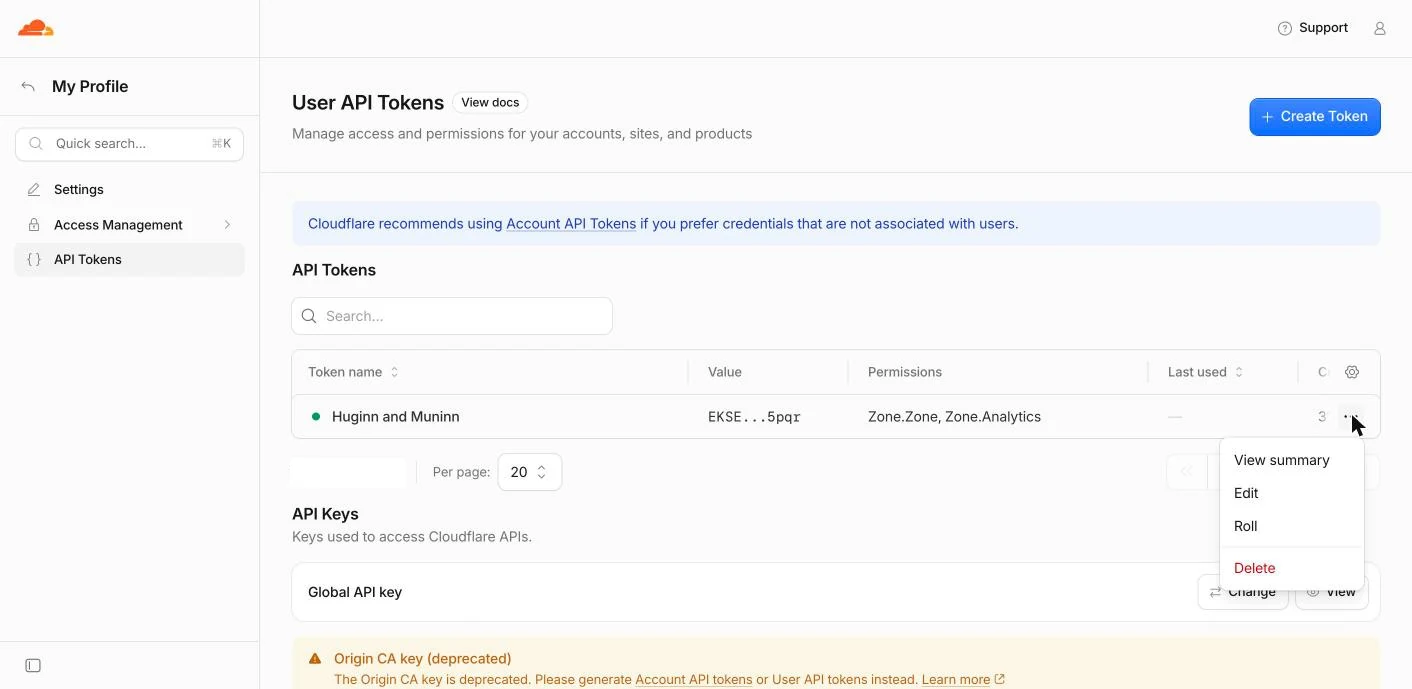 Support
My Profile
Quick search... ⌘K
Settings
Access Management
API Tokens
User API Tokens View docs
Manage access and permissions for your accounts, sites, and products
+ Create Token
Cloudflare recommends using Account API Tokens if you prefer credentials that are not associated with users.
API Tokens
Search...
Token name Value Permissions Last used
Huginn and Muninn EKSE...5pqr Zone.Zone, Zone.Analytics — 3 ...
Per page: 20
View summary
Edit
Roll
Delete
API Keys
Keys used to access Cloudflare APIs.
Global API key Change View
Origin CA key (deprecated)
The Origin CA key is deprecated. Please generate Account API tokens or User API tokens instead. Learn more